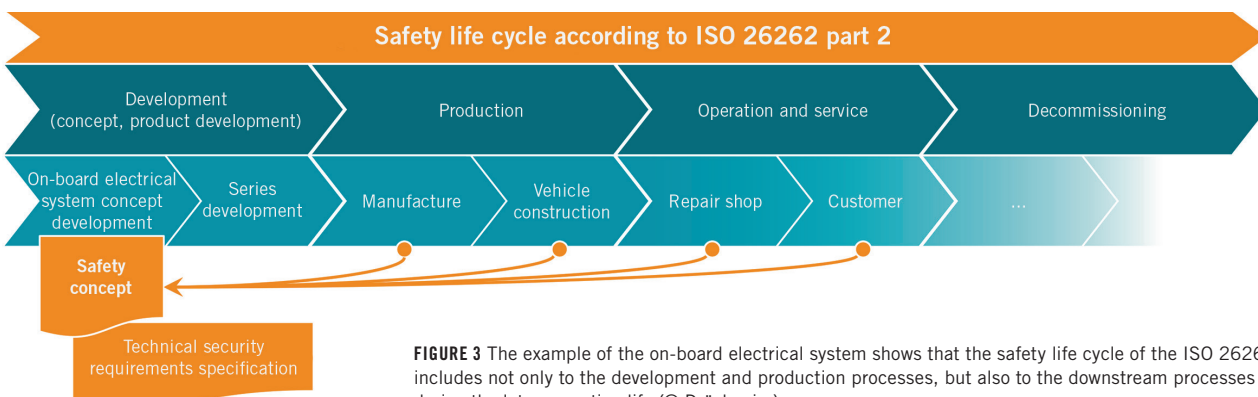 Safety life cycle according to ISO 26262 part 2
Development
(concept, product development)
Production
Operation and service
Decommissioning
On-board electrical
system concept
development
Series
development
Manufacture
Vehicle
construction
Repair shop
Customer
...
Safety
concept
Technical security
requirements specification
FIGURE 3 The example of the on-board electrical system shows that the safety life cycle of the ISO
includes not only to the development and production processes, but also to the downstream processes